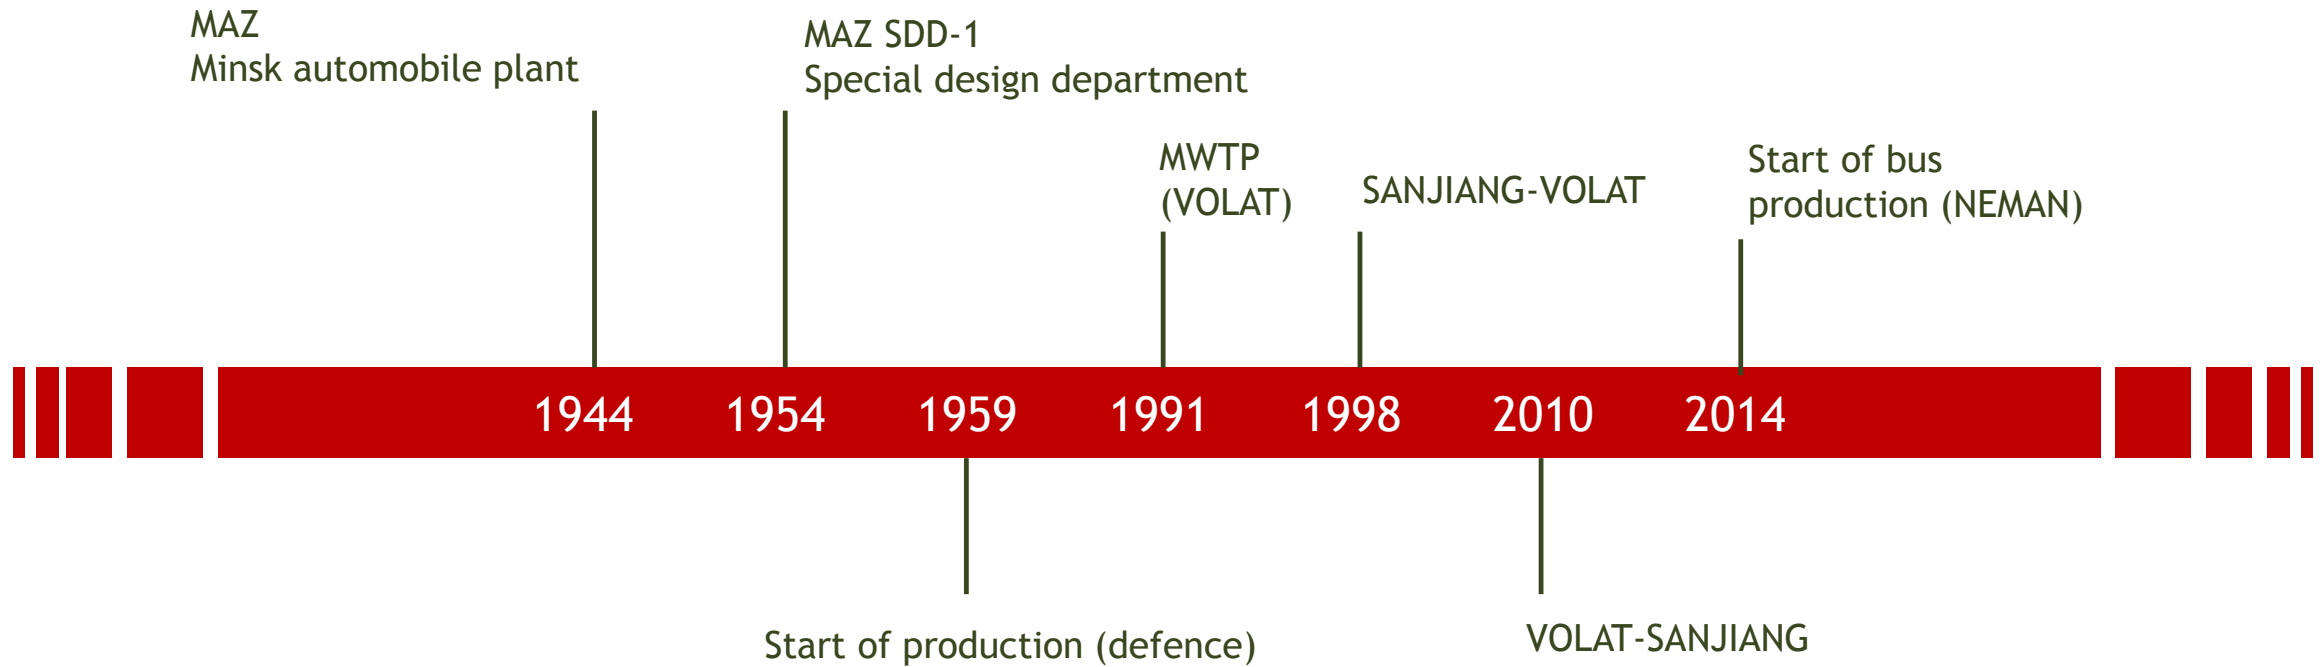 MAZ
Minsk automobile plant
MAZ SDD-1
Special design department
MWTP
(VOLAT)
SANJIANG-VOLAT
Start of bus
production (NEMAN)
1944 1954 1959 1991 1998 2010 2014
Start of production (defence)
VOLAT-SANJIANG